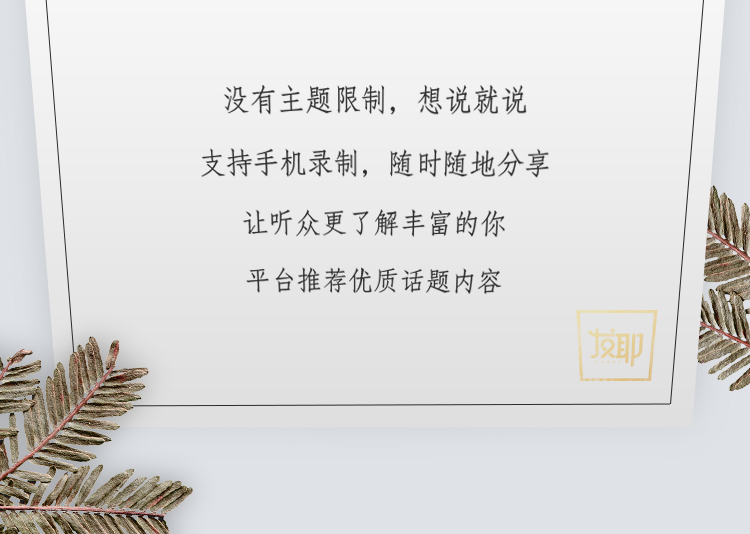 没有主题限制，想说就说
支持手机录制，随时随地分享
让听众更了解丰富的你
平台推荐优质话题内容